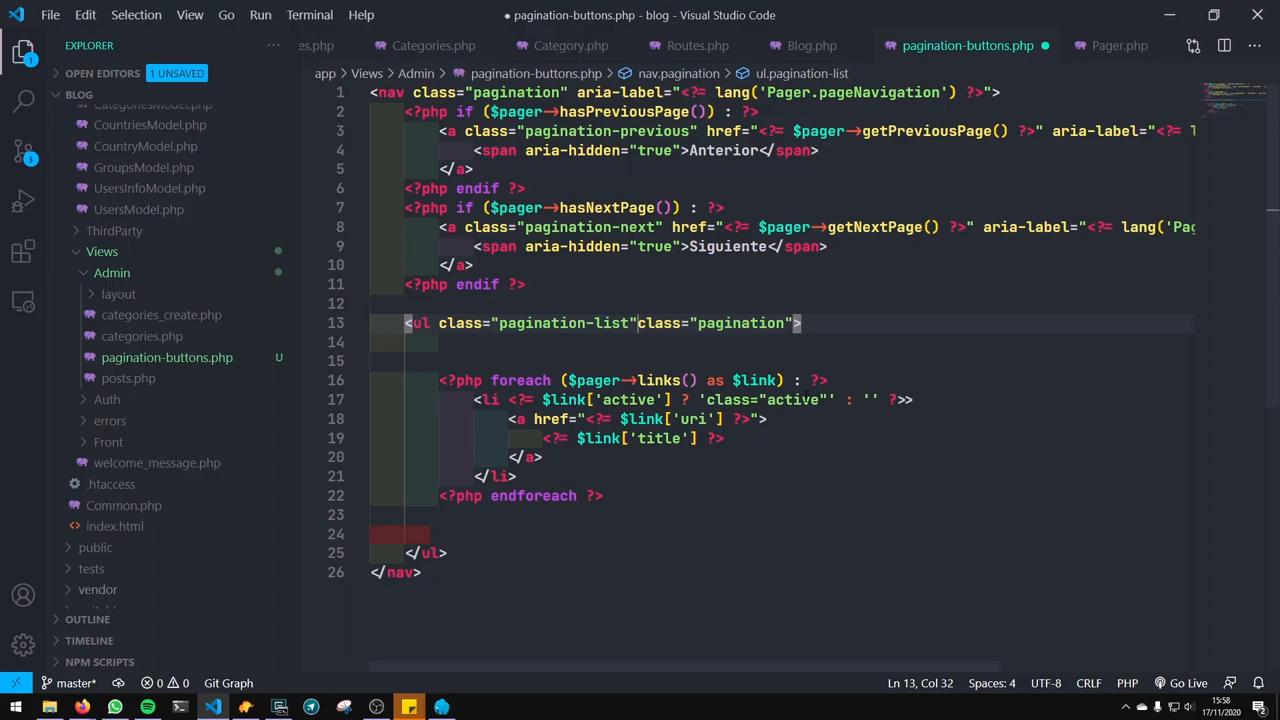 File Edit Selection View Go Run Terminal Help
● pagination-buttons.php - blog - Visual Studio Code
EXPLORER
es.php Categories.php Category.php Routes.php Blog.php pagination-buttons.php Pager.php
OPEN EDITORS 1 UNSAVED
app > Views > Admin > pagination-buttons.php > nav.pagination > ul.pagination-list
BLOG
CategoriesModel.php
CountriesModel.php
CountryModel.php
GroupsModel.php
UsersInfoModel.php
UsersModel.php
ThirdParty
Views
Admin
layout
categories_create.php
categories.php
pagination-buttons.php U
posts.php
Auth
errors
Front
welcome_message.php
.htaccess
Common.php
index.html
public
tests
vendor
OUTLINE
TIMELINE
NPM SCRIPTS
1 <nav class="pagination" aria-label="<?= lang('Pager.pageNavigation') ?>">
2 <?php if ($pager->hasPreviousPage()) : ?>
3 <a class="pagination-previous" href="<?= $pager->getPreviousPage() ?>" aria-label="<?= l
4 <span aria-hidden="true">Anterior</span>
5 </a>
6 <?php endif ?>
7 <?php if ($pager->hasNextPage()) : ?>
8 <a class="pagination-next" href="<?= $pager->getNextPage() ?>" aria-label="<?= lang('Pag
9 <span aria-hidden="true">Siguiente</span>
10 </a>
11 <?php endif ?>
12
13 <ul class="pagination-list"class="pagination">
14
15
16 <?php foreach ($pager->links() as $link) : ?>
17 <li <?= $link['active'] ? 'class="active"' : '' ?>>
18 <a href="<?= $link['uri'] ?>">
19 <?= $link['title'] ?>
20 </a>
21 </li>
22 <?php endforeach ?>
23
24
25 </ul>
26 </nav>
master* 0 0 Git Graph Ln 13, Col 32 Spaces: 4 UTF-8 CRLF PHP Go Live
15:58
17/11/2020